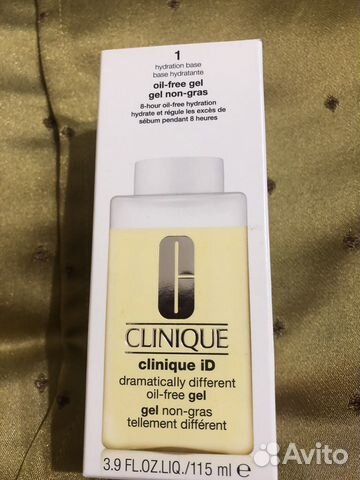 1
hydration base
base hydratante
oil-free gel
gel non-gras
8-hour oil-free hydration
hydrate et régule les excès de
sébum pendant 8 heures
C
CLINIQUE
clinique iD
dramatically different
oil-free gel
gel non-gras
tellement différent
3.9 FL.OZ.LIQ./115 ml ℮
Avito